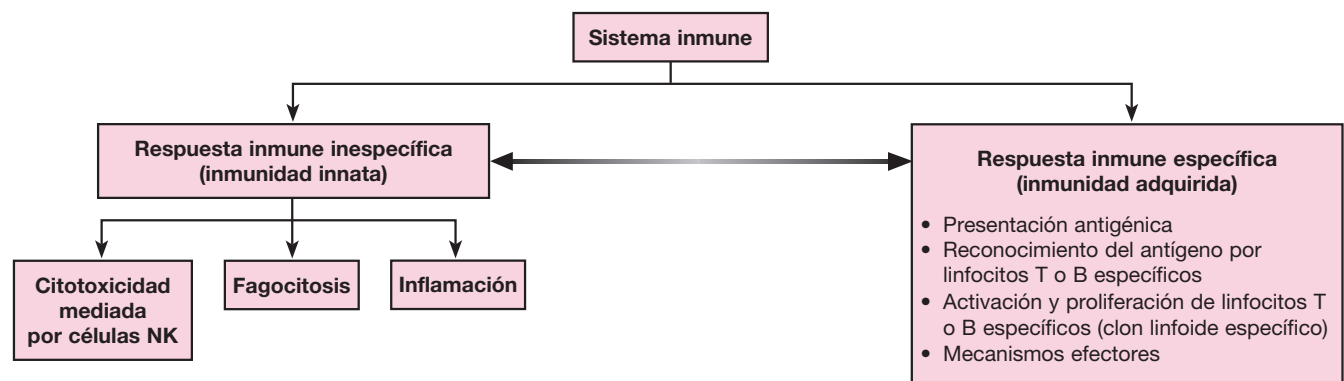 Sistema inmune
Respuesta inmune inespecífica
(inmunidad innata)
Respuesta inmune específica
(inmunidad adquirida)
• Presentación antigénica
• Reconocimiento del antígeno por
linfocitos T o B específicos
• Activación y proliferación de linfocitos T
o B específicos (clon linfoide específico)
• Mecanismos efectores
Citotoxicidad
mediada
por células NK
Fagocitosis
Inflamación